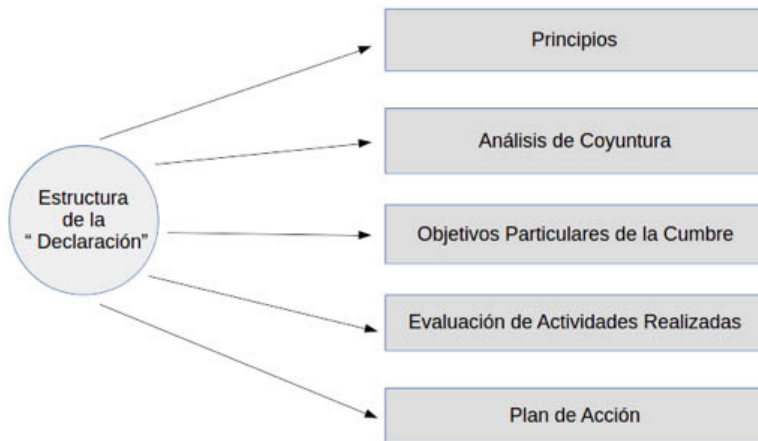 Estructura
de la
“ Declaración”
Principios
Análisis de Coyuntura
Objetivos Particulares de la Cumbre
Evaluación de Actividades Realizadas
Plan de Acción